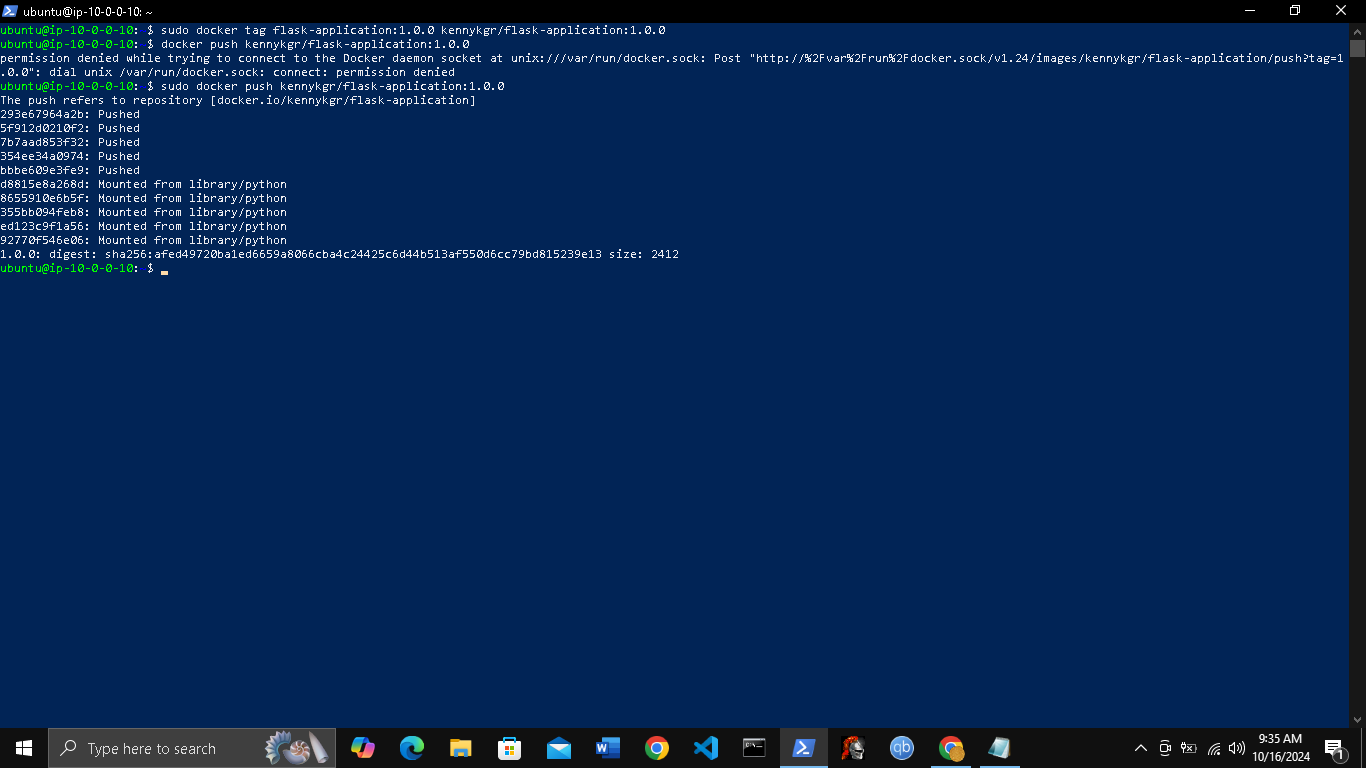 ubuntu@ip-10-0-0-10: ~
ubuntu@ip-10-0-0-10:~$ sudo docker tag flask-application:1.0.0 kennykgr/flask-application:1.0.0
ubuntu@ip-10-0-0-10:~$ docker push kennykgr/flask-application:1.0.0
permission denied while trying to connect to the Docker daemon socket at unix:///var/run/docker.sock: Post "http://%2Fvar%2Frun%2Fdocker.sock/v1.24/images/kennykgr/flask-application/push?tag=1
.0.0": dial unix /var/run/docker.sock: connect: permission denied
ubuntu@ip-10-0-0-10:~$ sudo docker push kennykgr/flask-application:1.0.0
The push refers to repository [docker.io/kennykgr/flask-application]
293e67964a2b: Pushed
5f912d0210f2: Pushed
7b7aad853f32: Pushed
354ee34a0974: Pushed
bbbe609e3fe9: Pushed
d8815e8a268d: Mounted from library/python
8655910e6b5f: Mounted from library/python
355bb094feb8: Mounted from library/python
ed123c9f1a56: Mounted from library/python
92770f546e06: Mounted from library/python
1.0.0: digest: sha256:afed49720ba1ed6659a8066cba4c24425c6d44b513af550d6cc79bd815239e13 size: 2412
ubuntu@ip-10-0-0-10:~$
Type here to search
qb
9:35 AM
10/16/2024
1